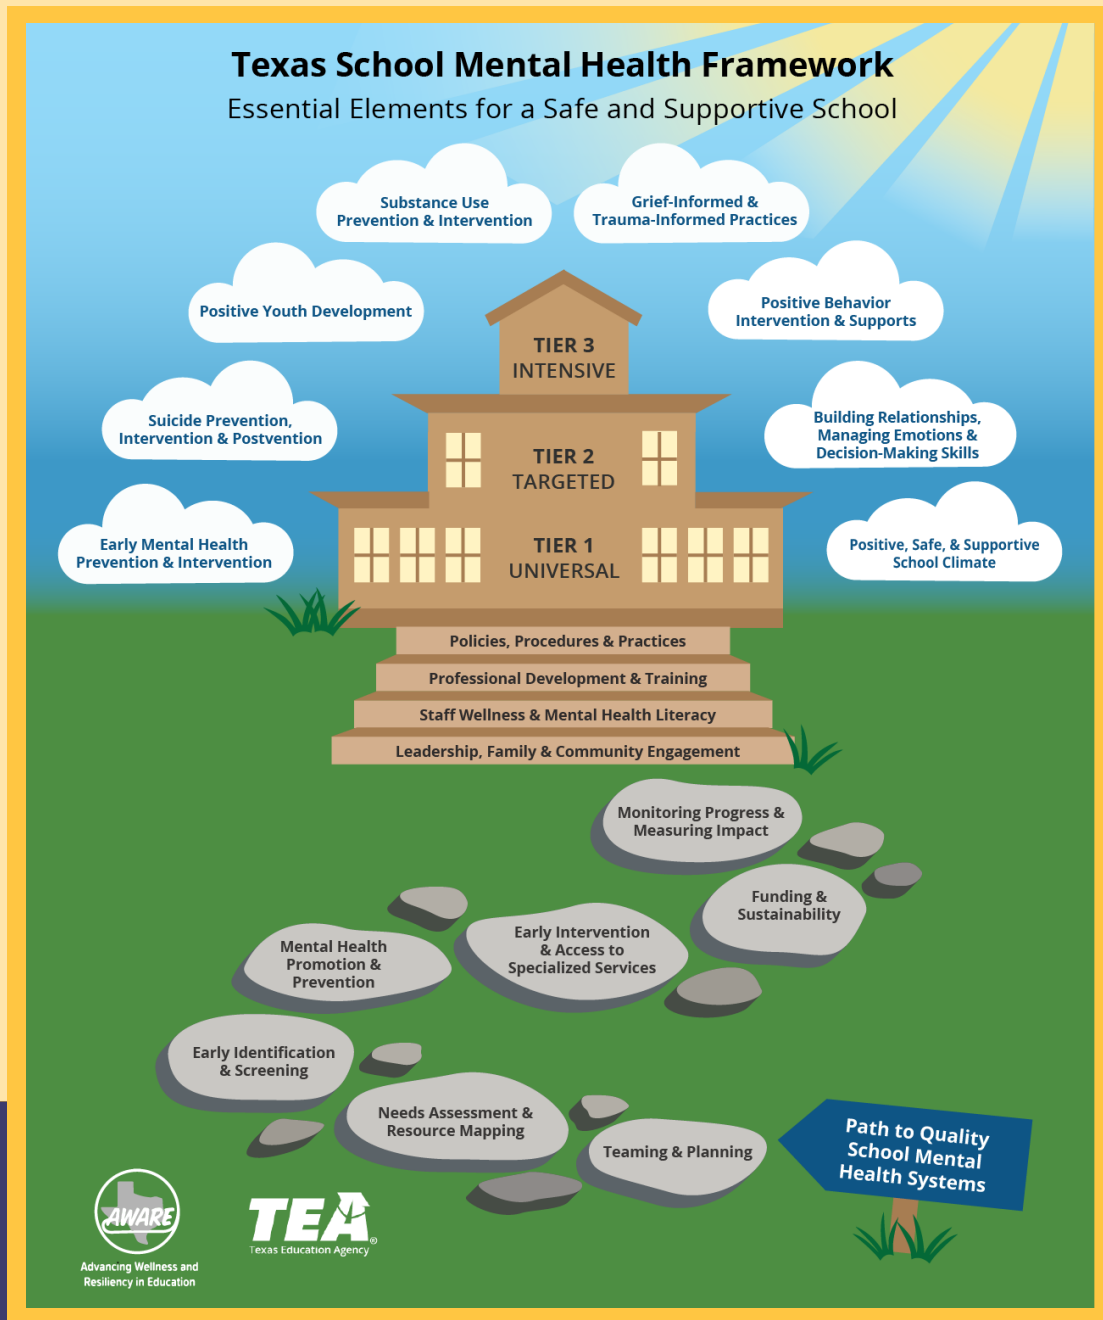 Texas School Mental Health Framework
Essential Elements for a Safe and Supportive School
Substance Use
Prevention & Intervention
Grief-Informed &
Trauma-Informed Practices
Positive Youth Development
Positive Behavior
Intervention & Supports
Suicide Prevention,
Intervention & Postvention
Building Relationships,
Managing Emotions &
Decision-Making Skills
Early Mental Health
Prevention & Intervention
Positive, Safe, & Supportive
School Climate
TIER 3
INTENSIVE
TIER 2
TARGETED
TIER 1
UNIVERSAL
Policies, Procedures & Practices
Professional Development & Training
Staff Wellness & Mental Health Literacy
Leadership, Family & Community Engagement
Monitoring Progress &
Measuring Impact
Funding &
Sustainability
Early Intervention
& Access to
Specialized Services
Mental Health
Promotion &
Prevention
Early Identification
& Screening
Needs Assessment &
Resource Mapping
Teaming & Planning
Path to Quality
School Mental
Health Systems
AWARE
Advancing Wellness and
Resiliency in Education
TEA®
Texas Education Agency